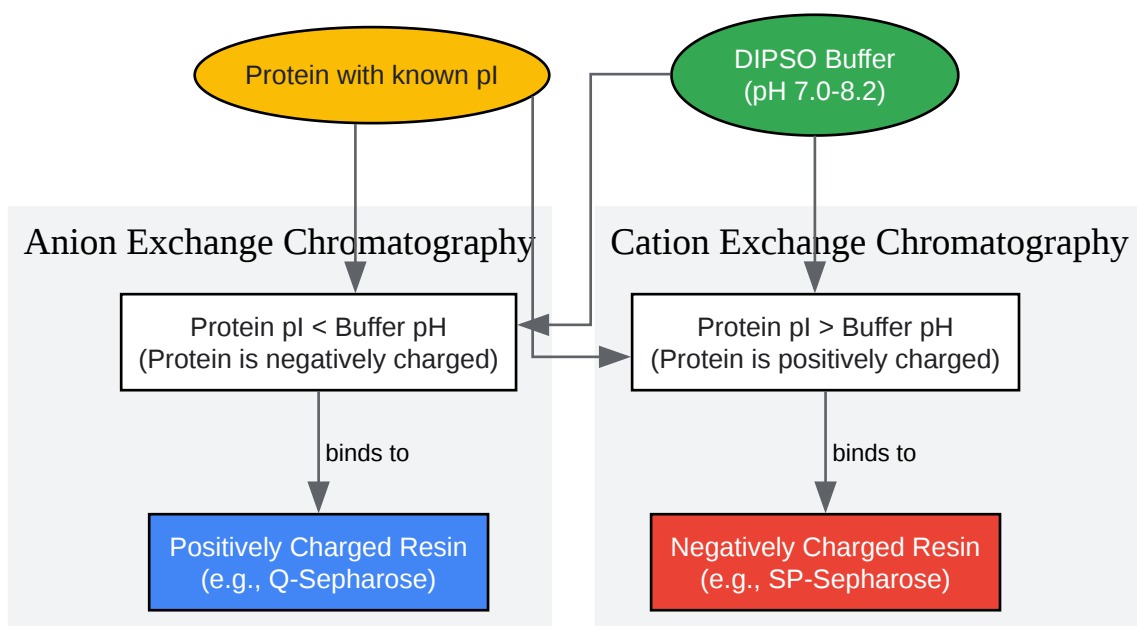 Protein with known pI
DIPSO Buffer
(pH 7.0-8.2)
Anion Exchange Chromatography
Cation Exchange Chromatography
Protein pI < Buffer pH
(Protein is negatively charged)
Protein pI > Buffer pH
(Protein is positively charged)
binds to
binds to
Positively Charged Resin
(e.g., Q-Sepharose)
Negatively Charged Resin
(e.g., SP-Sepharose)